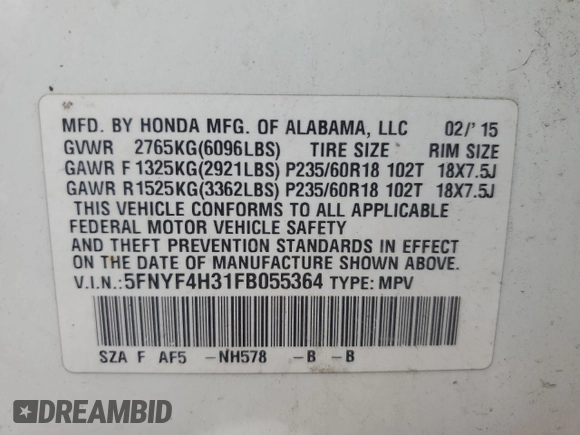 MFD. BY HONDA MFG. OF ALABAMA, LLC 02/'15
GVWR 2765KG(6096LBS) TIRE SIZE RIM SIZE
GAWR F 1325KG(2921LBS) P235/60R18 102T 18X7.5J
GAWR R 1525KG(3362LBS) P235/60R18 102T 18X7.5J
THIS VEHICLE CONFORMS TO ALL APPLICABLE
FEDERAL MOTOR VEHICLE SAFETY
AND THEFT PREVENTION STANDARDS IN EFFECT
ON THE DATE OF MANUFACTURE SHOWN ABOVE.
V.I.N.:5FNYF4H31FB055364 TYPE: MPV
SZA F AF5 -NH578 -B -B
DREAMBID